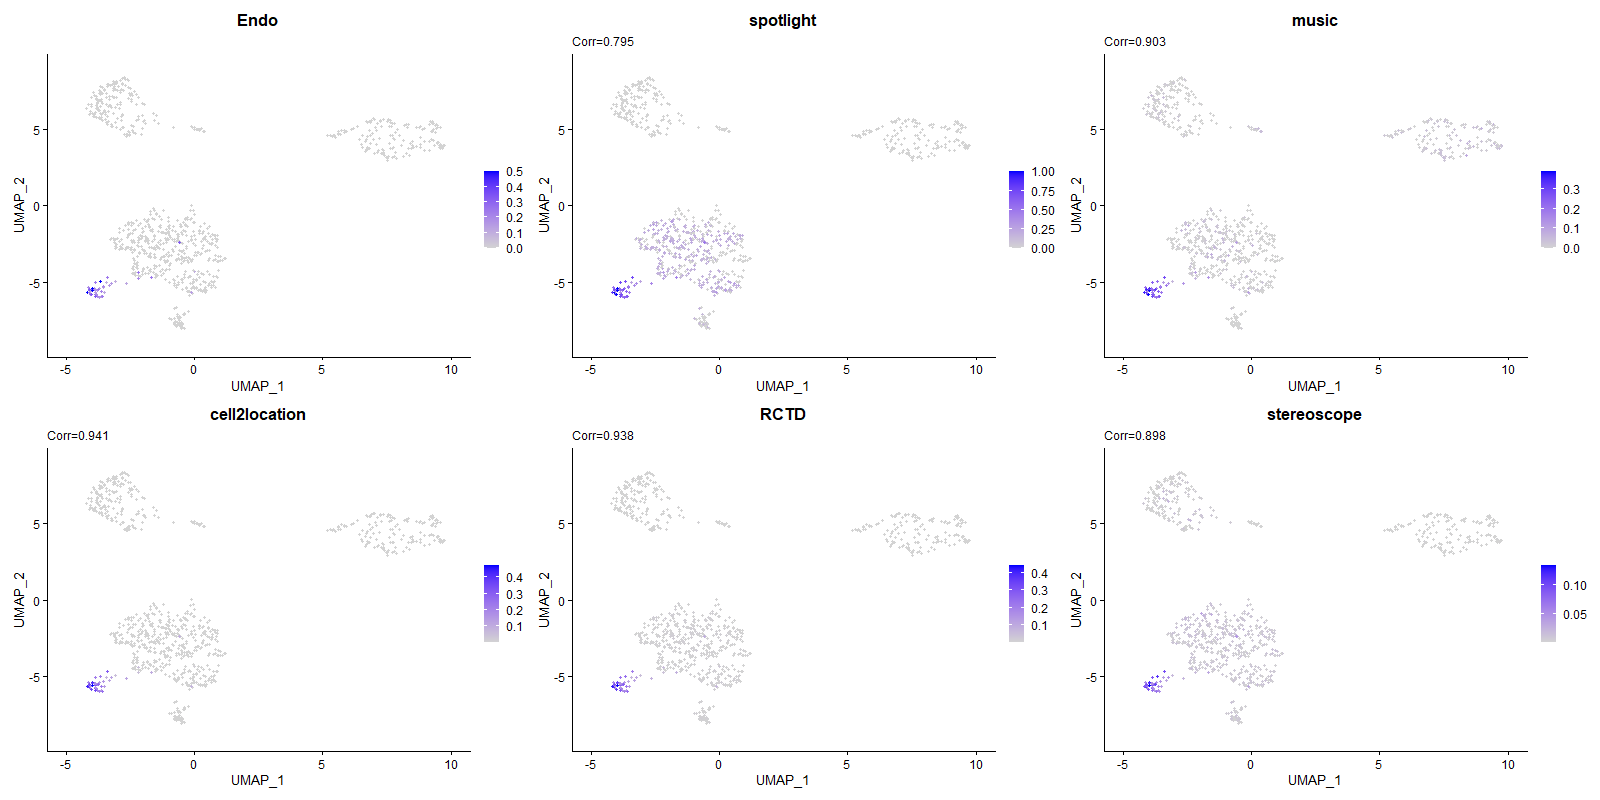 Endo
UMAP_2
5
0
-5
-5
0
5
10
UMAP_1
0.5
0.4
0.3
0.2
0.1
0.0
spotlight
Corr=0.795
UMAP_2
5
0
-5
-5
0
5
10
UMAP_1
1.00
0.75
0.50
0.25
0.00
music
Corr=0.903
UMAP_2
5
0
-5
-5
0
5
10
UMAP_1
0.3
0.2
0.1
0.0
cell2location
Corr=0.941
UMAP_2
5
0
-5
-5
0
5
10
UMAP_1
0.4
0.3
0.2
0.1
RCTD
Corr=0.938
UMAP_2
5
0
-5
-5
0
5
10
UMAP_1
0.4
0.3
0.2
0.1
stereoscope
Corr=0.898
UMAP_2
5
0
-5
-5
0
5
10
UMAP_1
0.10
0.05